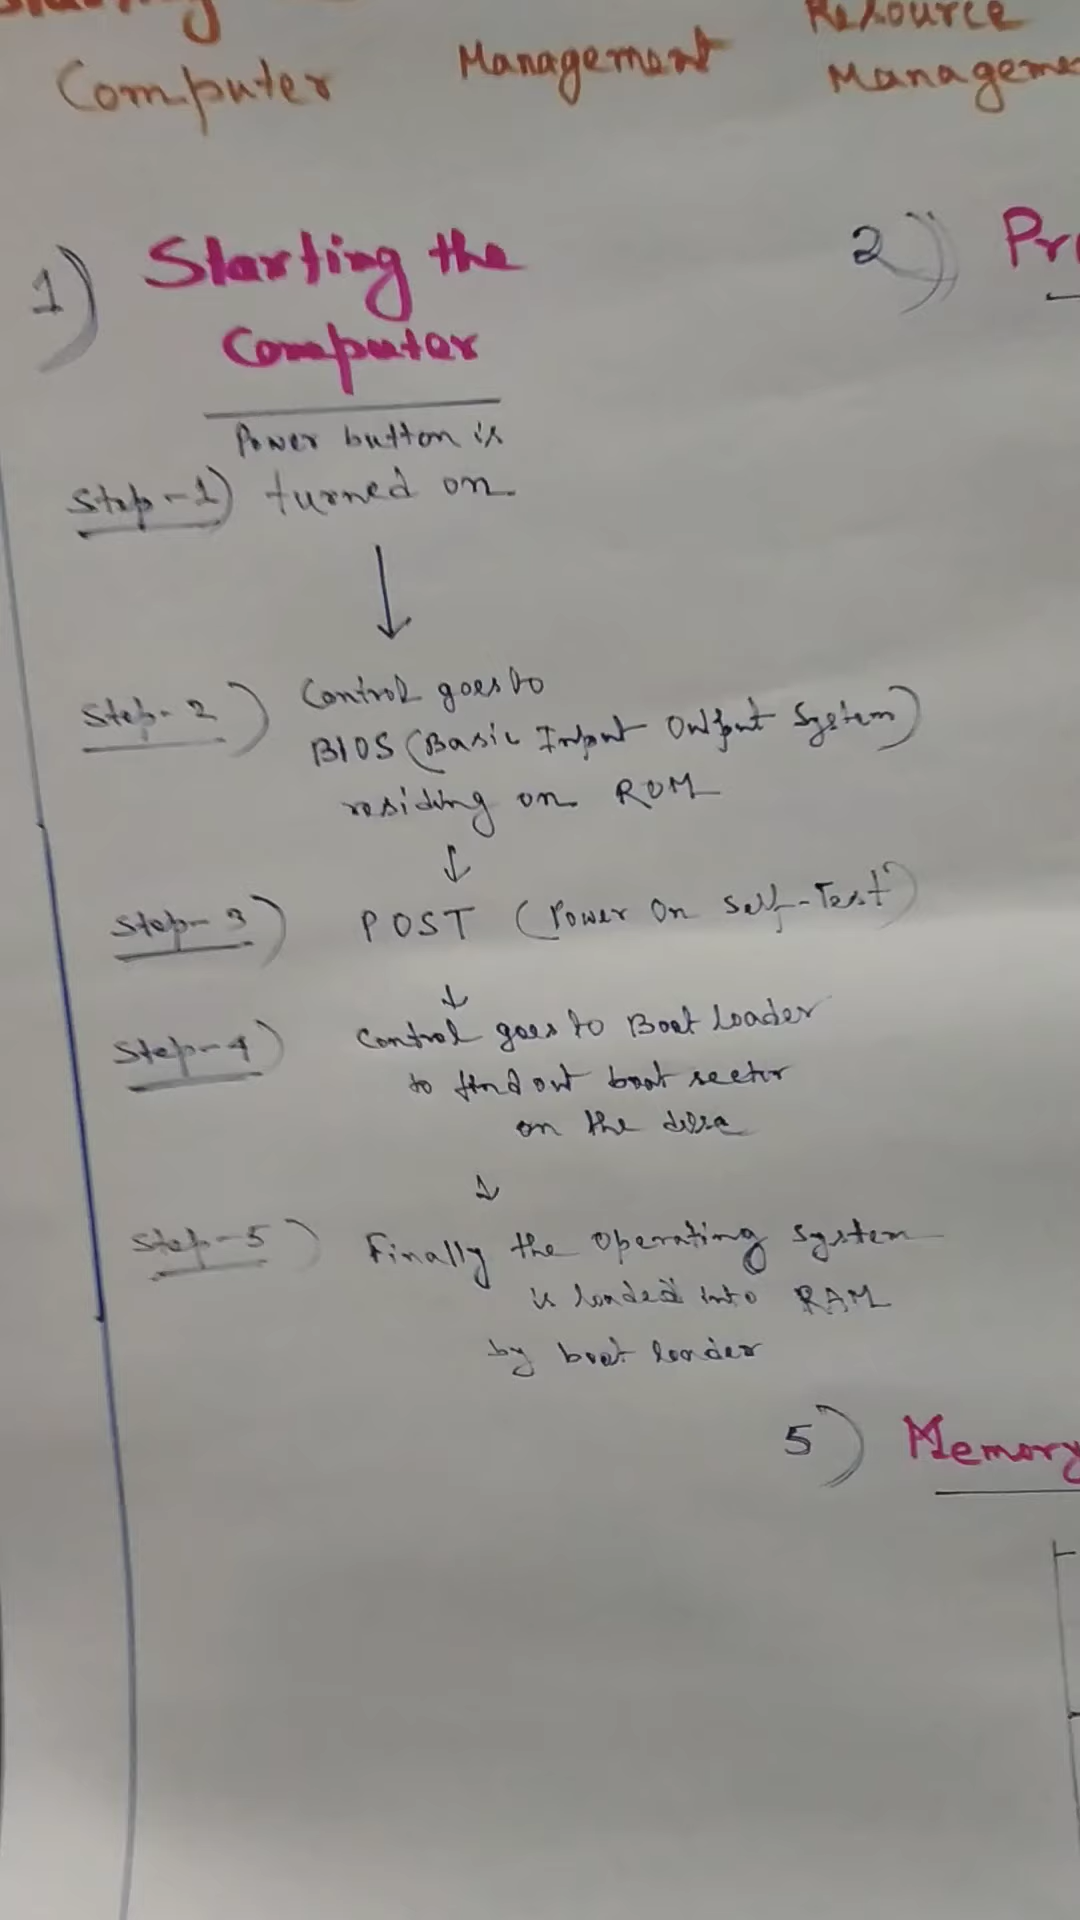 Computer
Management
Resource
Manageme
1) Starting the
Computer
Power button is
Step-1) turned on
↓
Step-2) Control goes to
BIOS (Basic Input Output System)
residing on ROM
↓
Step-3) POST (Power On Self-Test)
↓
Step-4) Control goes to Boot loader
to find out boot sector
on the disc
↓
Step-5) Finally the operating system
is loaded into RAM
by boot loader
2) Pr
5) Memory